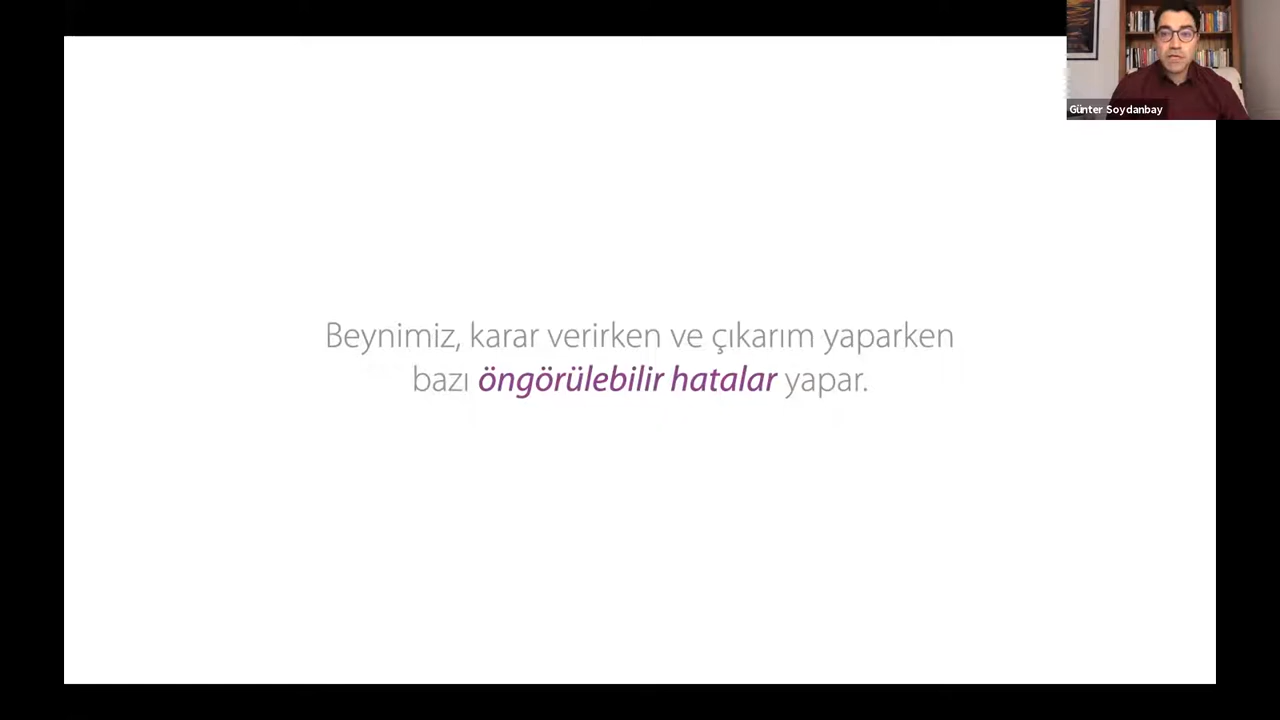 Günter Soydanbay
Beynimiz, karar verirken ve çıkarım yaparken
bazı öngörülebilir hatalar yapar.